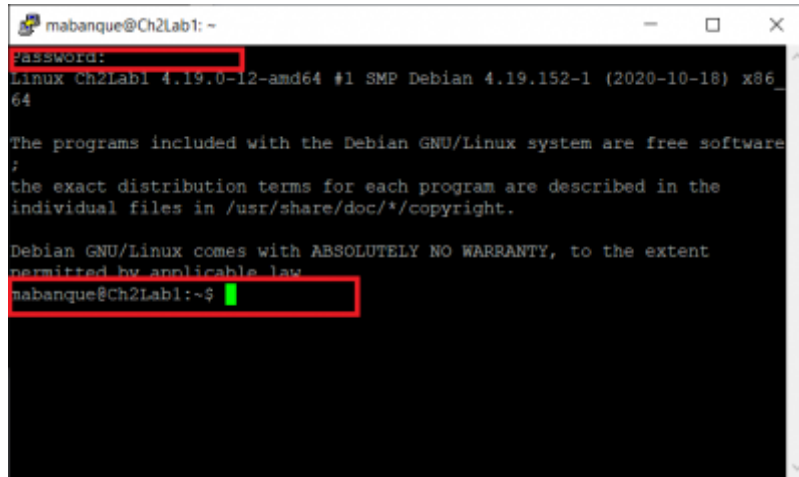 mabanque@Ch2Lab1: ~
Password:
Linux Ch2Lab1 4.19.0-12-amd64 #1 SMP Debian 4.19.152-1 (2020-10-18) x86_
64
The programs included with the Debian GNU/Linux system are free software
;
the exact distribution terms for each program are described in the
individual files in /usr/share/doc/*/copyright.
Debian GNU/Linux comes with ABSOLUTELY NO WARRANTY, to the extent
permitted by applicable law
mabanque@Ch2Lab1:~$